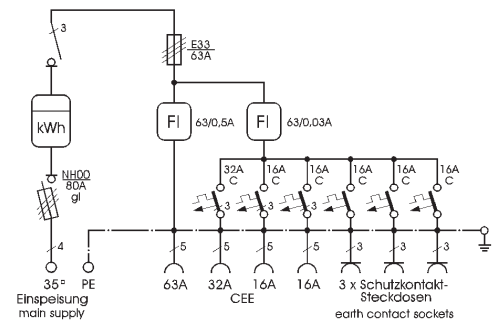 3
E33
63A
kWh
FI
63/0,5A
FI
63/0,03A
NH00
80A
gl
32A 16A 16A 16A 16A 16A
C C C C C C
3 3 3 3 3 3
4
5 5 5 5 3 3 3
35° PE 63A 32A 16A 16A 3 x Schutzkontakt-
Einspeisung CEE Steckdosen
main supply earth contact sockets